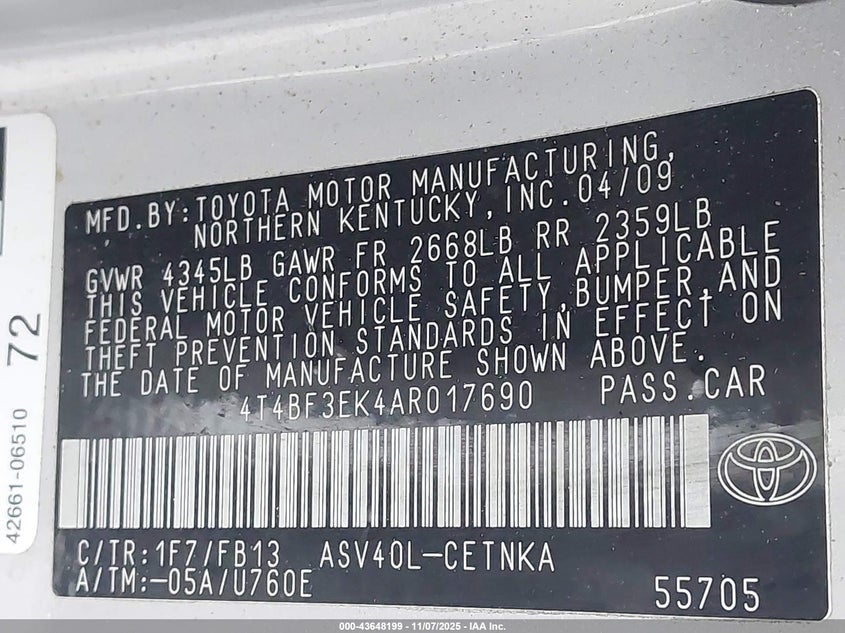 MFD.BY:TOYOTA MOTOR MANUFACTURING,
NORTHERN KENTUCKY, INC. 04/09
GVWR 4345LB GAWR FR 2668LB RR 2359LB
THIS VEHICLE CONFORMS TO ALL APPLICABLE
FEDERAL MOTOR VEHICLE SAFETY,BUMPER,AND
THEFT PREVENTION STANDARDS IN EFFECT ON
THE DATE OF MANUFACTURE SHOWN ABOVE.
4T4BF3EK4AR017690 PASS.CAR
C/TR:1F7/FB13 ASV40L-CETNKA
A/TM:-05A/U760E
55705
42661-06510 72
000-43648199 - 11/07/2025 - IAA Inc.